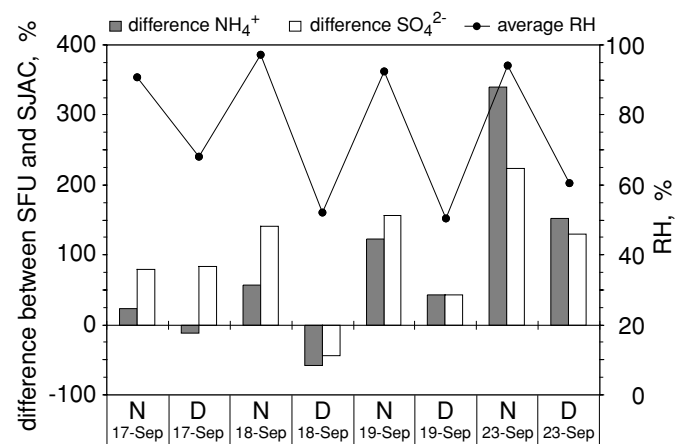 difference NH₄⁺ difference SO₄²⁻ average RH
difference between SFU and SJAC, %
400
300
200
100
0
-100
100
80
60
40
20
0
RH, %
N D N D N D N D
17-Sep 17-Sep 18-Sep 18-Sep 19-Sep 19-Sep 23-Sep 23-Sep